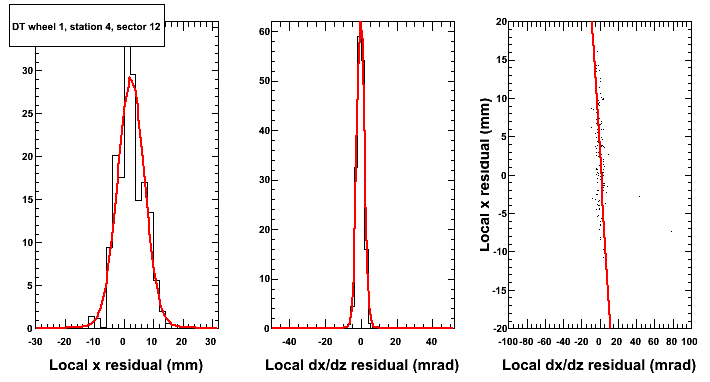 DT wheel 1, station 4, sector 12
30
25
20
15
10
5
0
-30 -20 -10 0 10 20 30
Local x residual (mm)
60
50
40
30
20
10
0
-40 -20 0 20 40
Local dx/dz residual (mrad)
Local x residual (mm)
20
15
10
5
0
-5
-10
-15
-20
-100 -80 -60 -40 -20 0 20 40 60 80 100
Local dx/dz residual (mrad)